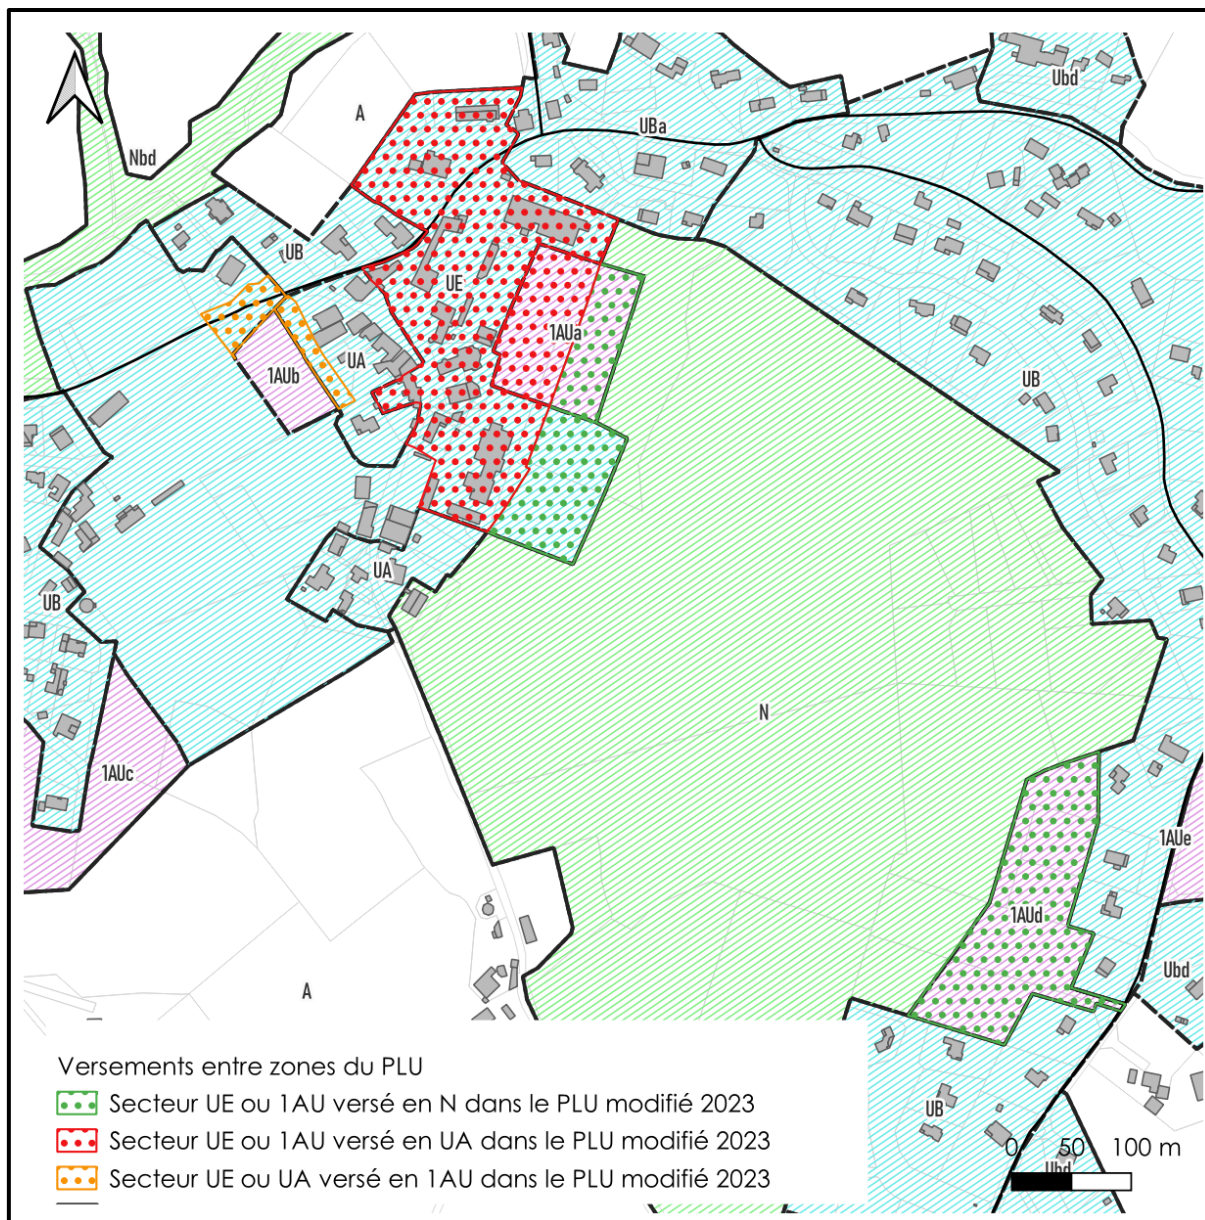 Ubd
A
UBa
Nbd
UB
UE
1AUa
UA
1AUb
UB
UA
UB
N
1AUc
1AUe
1AUd
Ubd
A
UB
Versements entre zones du PLU
Secteur UE ou 1AU versé en N dans le PLU modifié 2023
Secteur UE ou 1AU versé en UA dans le PLU modifié 2023
Secteur UE ou UA versé en 1AU dans le PLU modifié 2023
0 50 100 m
Ubd